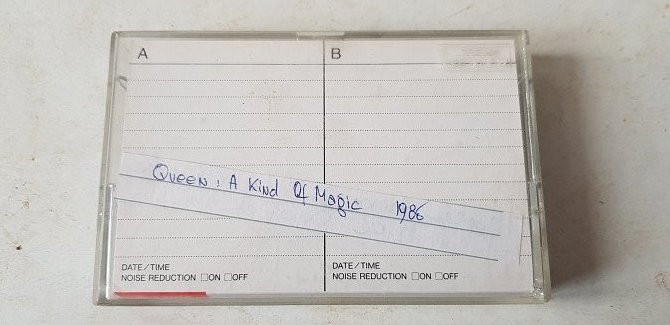 A
B
Queen: A Kind Of Magic 1986
DATE/TIME
NOISE REDUCTION □ON □OFF
DATE/TIME
NOISE REDUCTION □ON □OFF